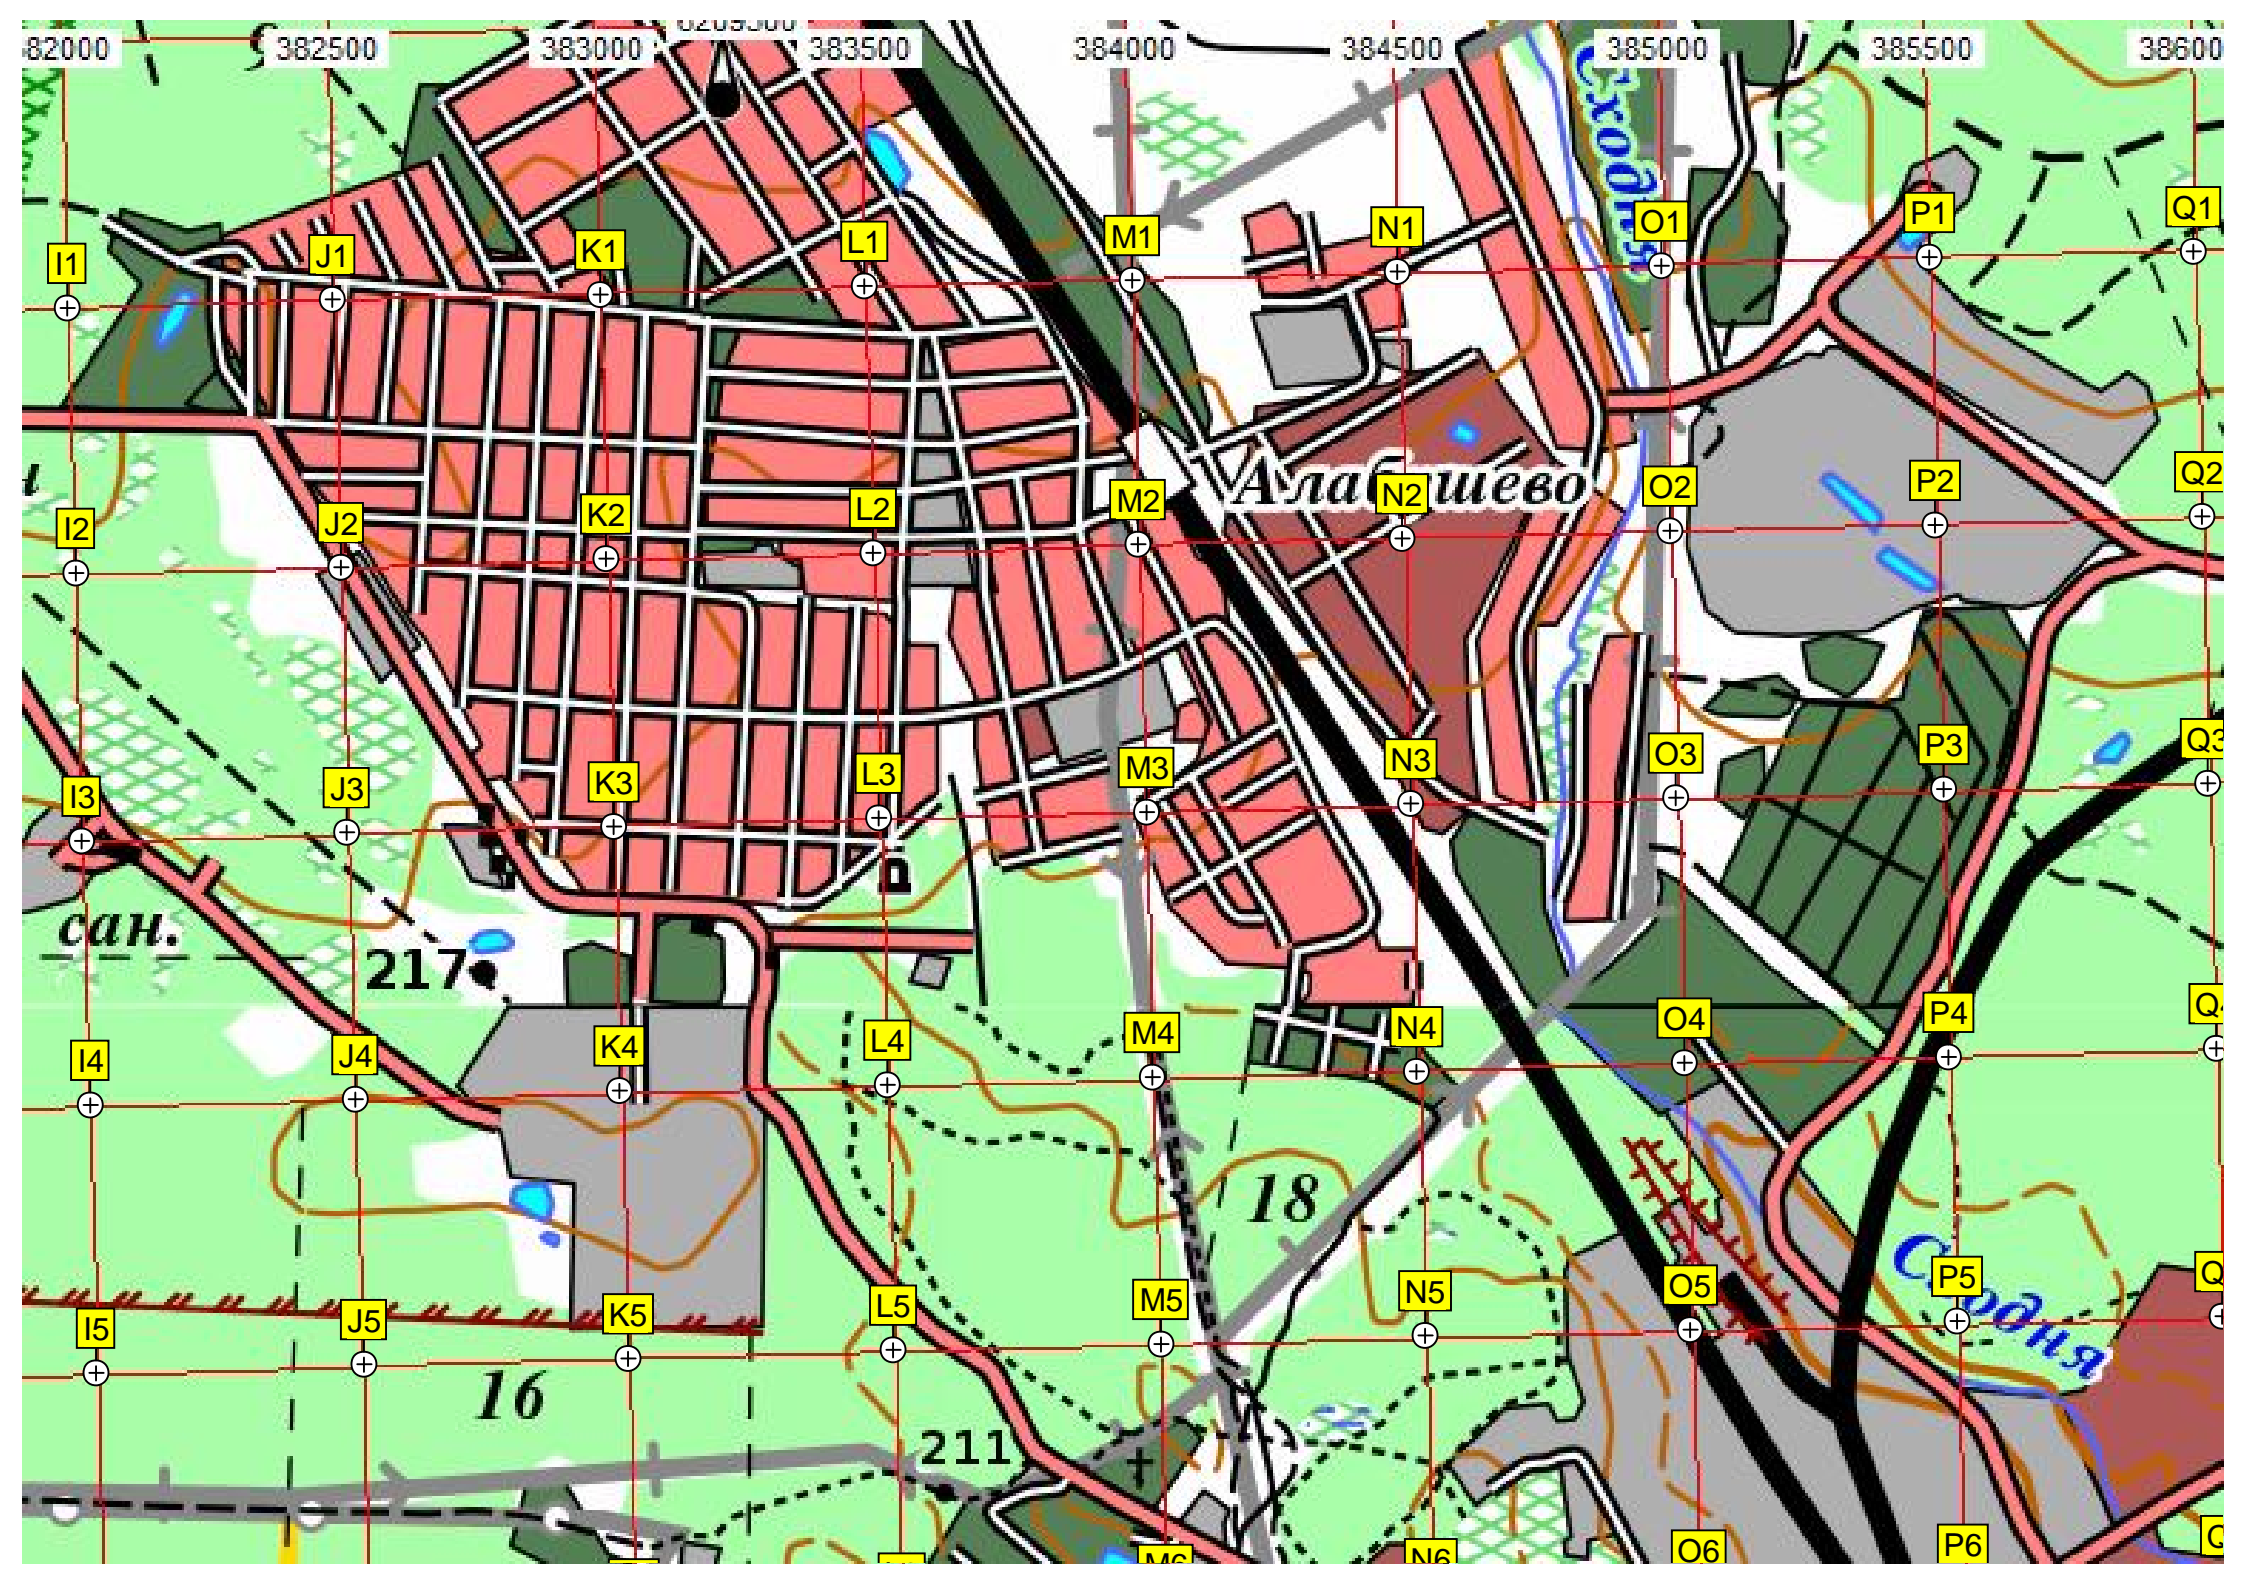 382500 383000 383500 384000 384500 385000 385500
Сходня
I1 J1 K1 L1 M1 N1 O1 P1 Q1
Алабушево
I2 J2 K2 L2 M2 N2 O2 P2 Q2
I3 J3 K3 L3 M3 N3 O3 P3 Q3
сан.
217
I4 J4 K4 L4 M4 N4 O4 P4
18
Сходня
I5 J5 K5 L5 M5 N5 O5 P5
16
211
M6 N6 O6 P6